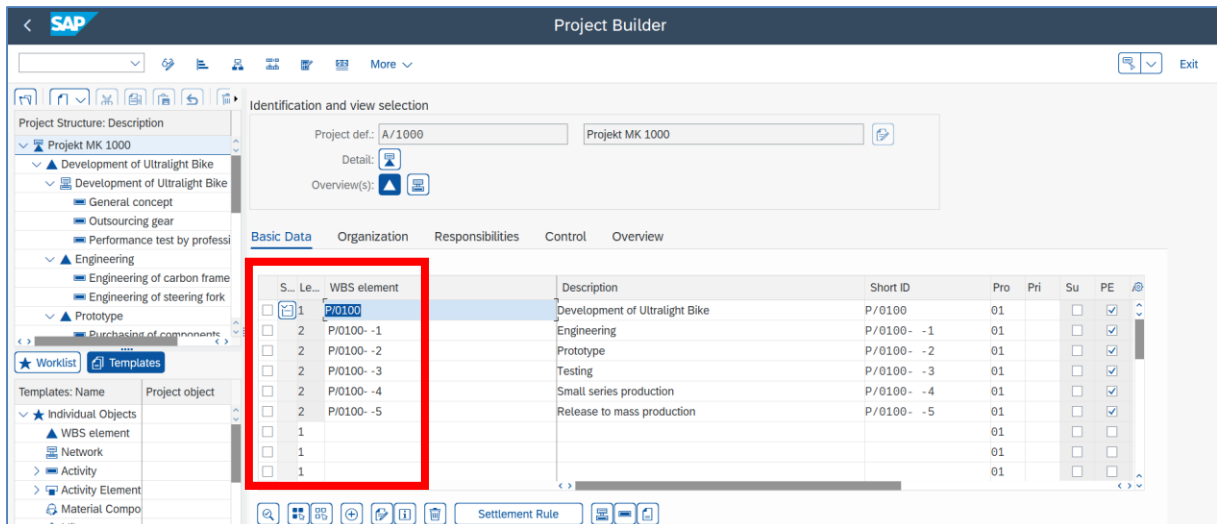 SAP Project Builder
More Exit
Identification and view selection
Project Structure: Description
Project def.: A/1000 Projekt MK 1000
Projekt MK 1000
Detail:
Development of Ultralight Bike
Overview(s):
Development of Ultralight Bike
General concept
Outsourcing gear
Performance test by professi
Basic Data Organization Responsibilities Control Overview
Engineering
Engineering of carbon frame
Engineering of steering fork
Prototype
Purchasing of components
S... Le... WBS element Description Short ID Pro Pri Su PE
1 P/0100 Development of Ultralight Bike P/0100 01
2 P/0100- -1 Engineering P/0100- -1 01
2 P/0100- -2 Prototype P/0100- -2 01
2 P/0100- -3 Testing P/0100- -3 01
2 P/0100- -4 Small series production P/0100- -4 01
2 P/0100- -5 Release to mass production P/0100- -5 01
1 01
1 01
1 01
Worklist Templates
Templates: Name Project object
Individual Objects
WBS element
Network
Activity
Activity Element
Material Compo
Settlement Rule